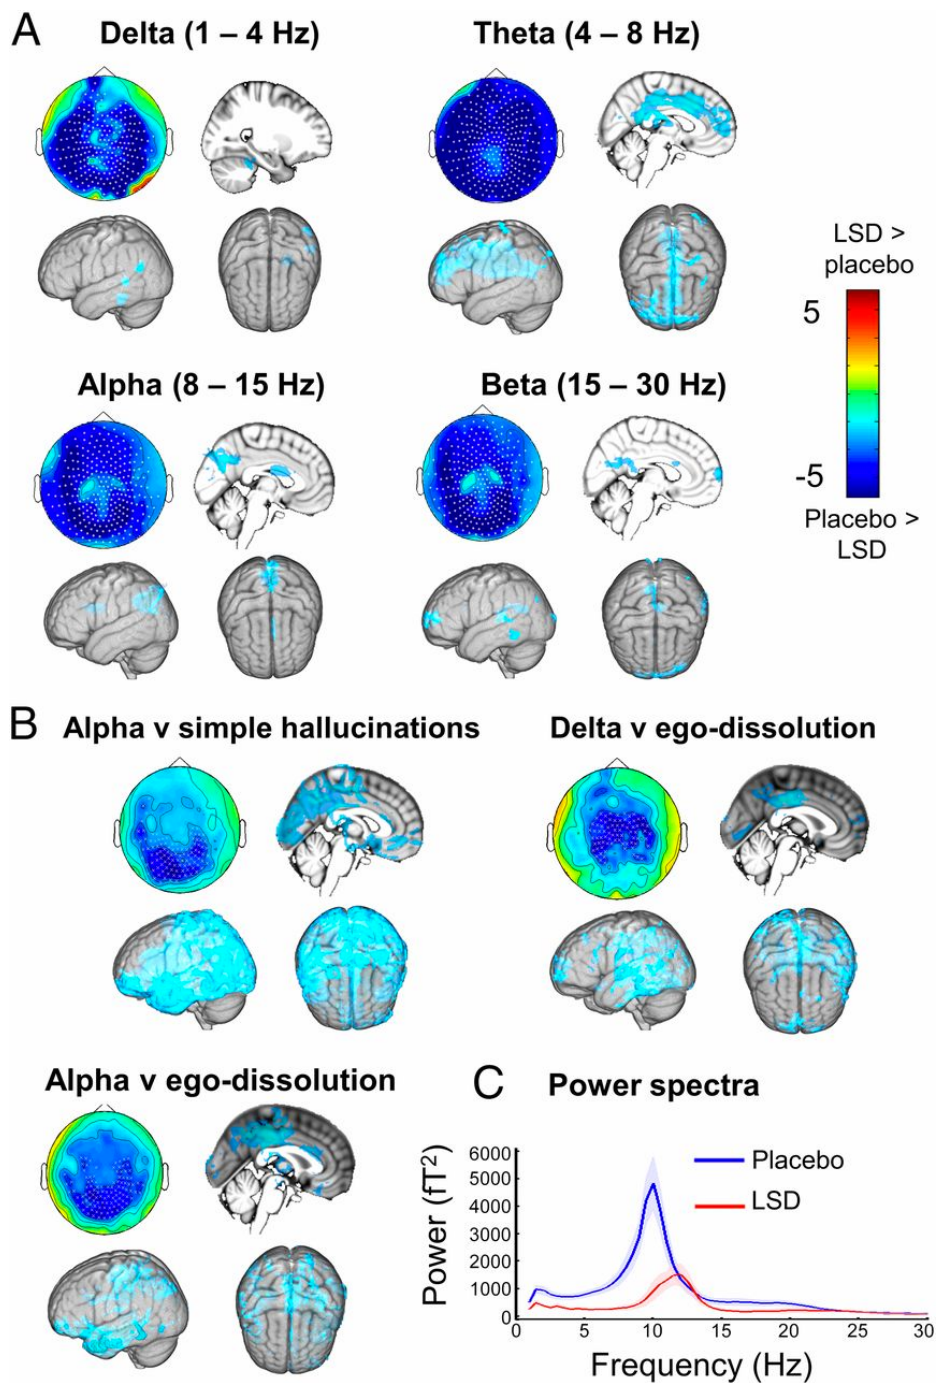 A
Delta (1 – 4 Hz)
Theta (4 – 8 Hz)
LSD >
placebo
5
-5
Placebo >
LSD
Alpha (8 – 15 Hz)
Beta (15 – 30 Hz)
B
Alpha v simple hallucinations
Delta v ego-dissolution
Alpha v ego-dissolution
C
Power spectra
Power (fT²)
6000
5000
4000
3000
2000
1000
0
Placebo
LSD
0
5
10
15
20
25
30
Frequency (Hz)